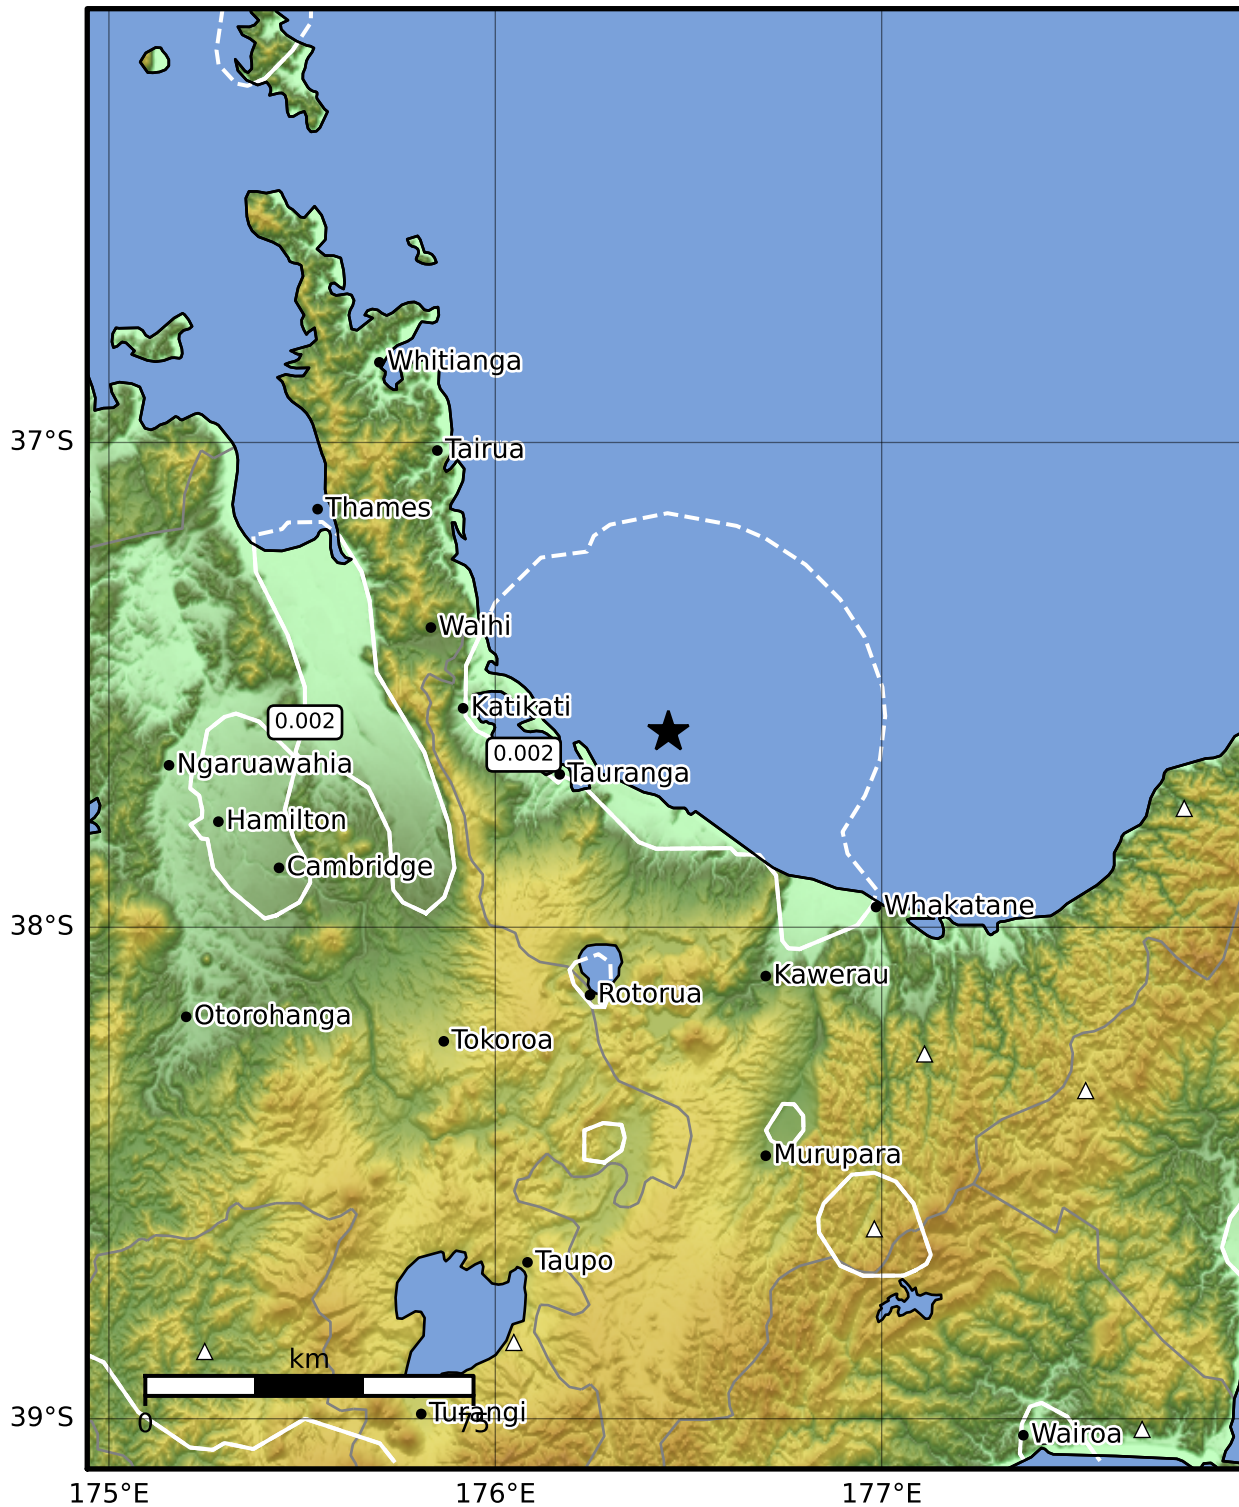 Whitianga
37°S
Tairua
Thames
Waihi
Katikati
0.002
0.002
Ngaruawahia
Tauranga
Hamilton
Cambridge
Whakatane
38°S
Kawerau
Rotorua
Otorohanga
Tokoroa
Murupara
Taupo
km
Turangi
0
75
39°S
Wairoa
175°E
176°E
177°E